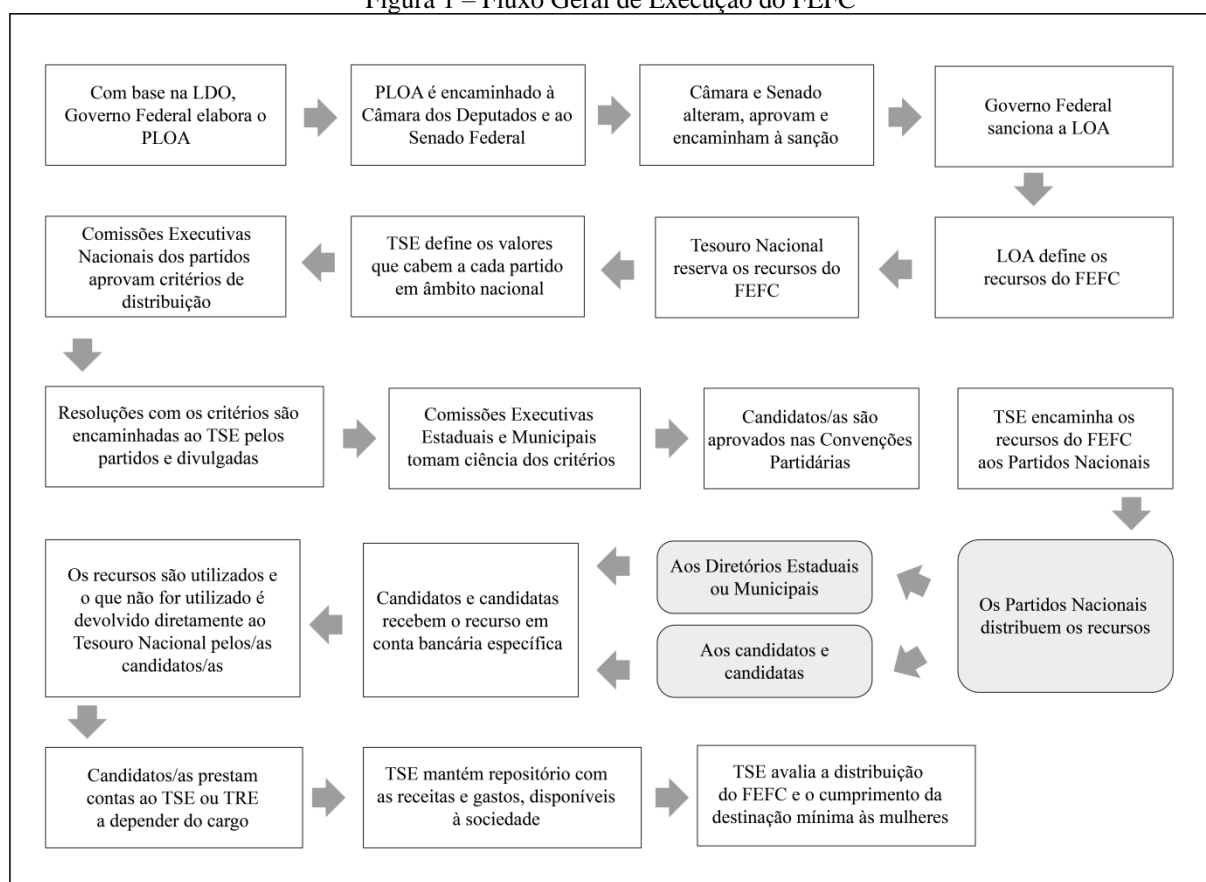 Figura 1 – Fluxo Geral de Execução do FEFC
Com base na LDO,
Governo Federal elabora o
PLOA
PLOA é encaminhado à
Câmara dos Deputados e ao
Senado Federal
Câmara e Senado
alteram, aprovam e
encaminham à sanção
Governo Federal
sanciona a LOA
LOA define os
recursos do FEFC
Tesouro Nacional
reserva os recursos do
FEFC
TSE define os valores
que cabem a cada partido
em âmbito nacional
Comissões Executivas
Nacionais dos partidos
aprovam critérios de
distribuição
Resoluções com os critérios são
encaminhadas ao TSE pelos
partidos e divulgadas
Comissões Executivas
Estaduais e Municipais
tomam ciência dos critérios
Candidatos/as são
aprovados nas Convenções
Partidárias
TSE encaminha os
recursos do FEFC
aos Partidos Nacionais
Os Partidos Nacionais
distribuem os recursos
Aos Diretórios Estaduais
ou Municipais
Aos candidatos e
candidatas
Candidatos e candidatas
recebem o recurso em
conta bancária específica
Os recursos são utilizados e
o que não for utilizado é
devolvido diretamente ao
Tesouro Nacional pelos/as
candidatos/as
Candidatos/as prestam
contas ao TSE ou TRE
a depender do cargo
TSE mantém repositório com
as receitas e gastos, disponíveis
à sociedade
TSE avalia a distribuição
do FEFC e o cumprimento da
destinação mínima às mulheres